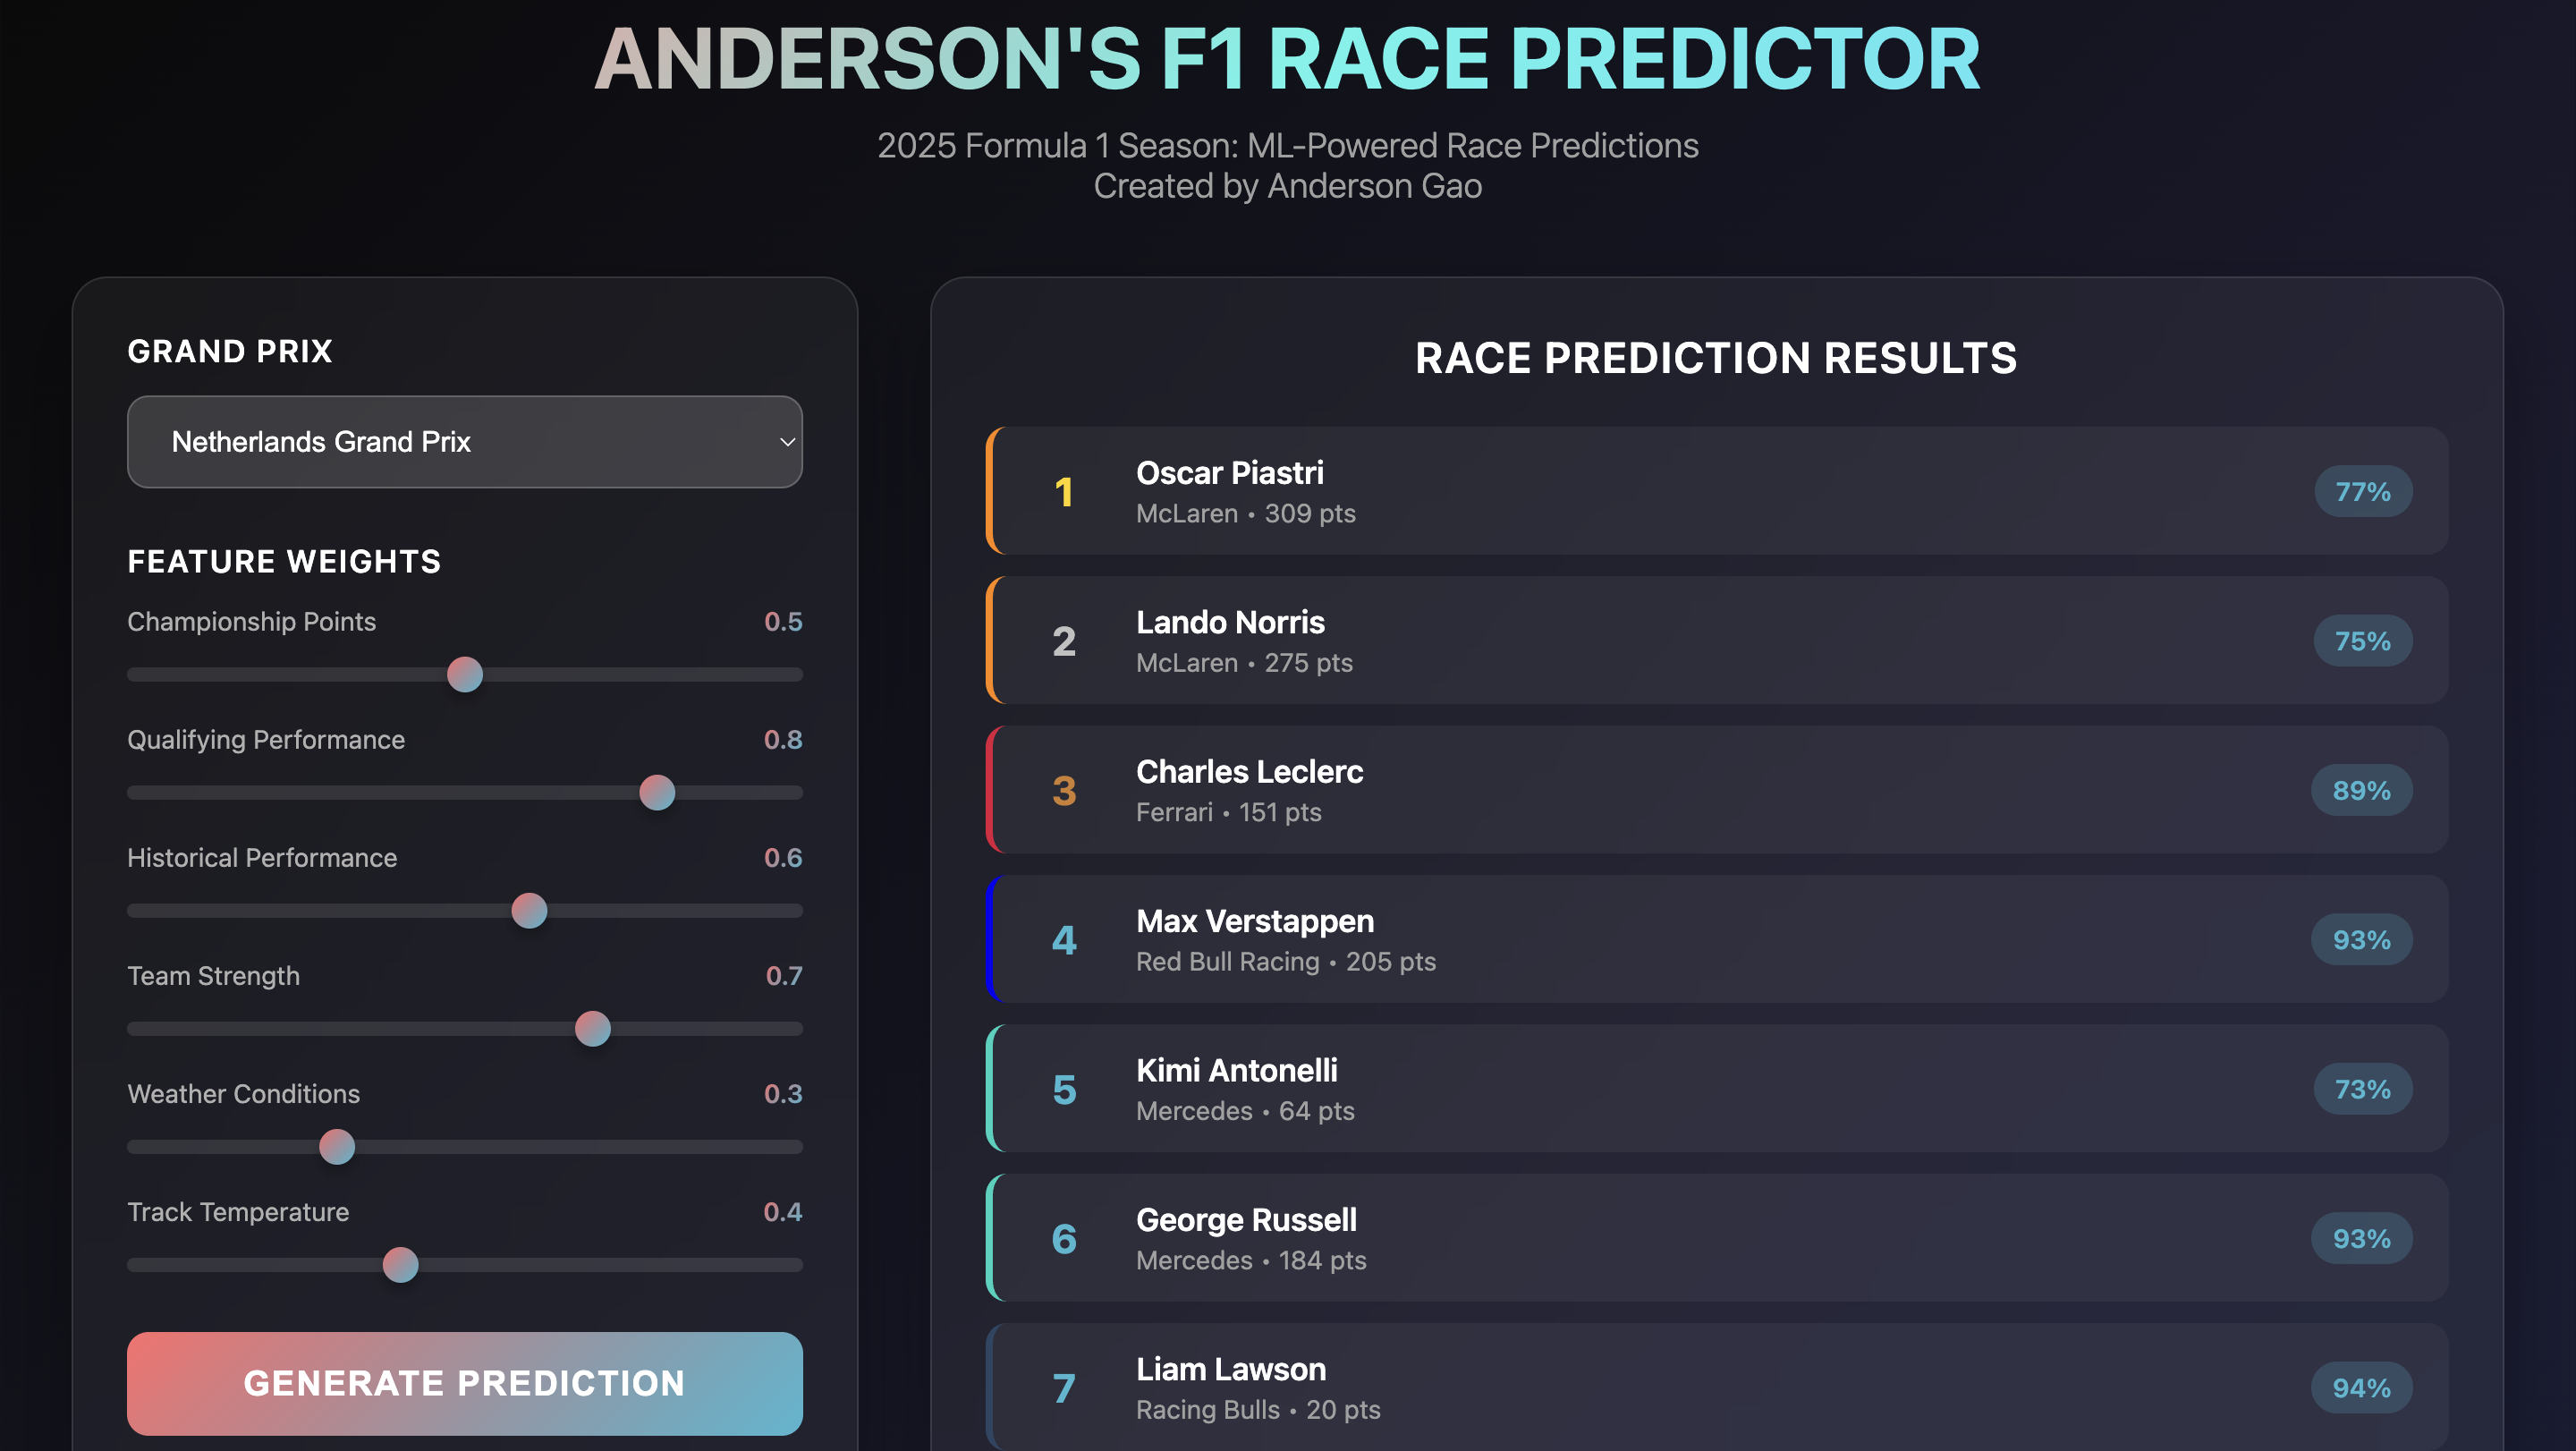 ANDERSON'S F1 RACE PREDICTOR
2025 Formula 1 Season: ML-Powered Race Predictions
Created by Anderson Gao
GRAND PRIX
Netherlands Grand Prix
FEATURE WEIGHTS
Championship Points 0.5
Qualifying Performance 0.8
Historical Performance 0.6
Team Strength 0.7
Weather Conditions 0.3
Track Temperature 0.4
GENERATE PREDICTION
RACE PREDICTION RESULTS
1 Oscar Piastri 77%
McLaren • 309 pts
2 Lando Norris 75%
McLaren • 275 pts
3 Charles Leclerc 89%
Ferrari • 151 pts
4 Max Verstappen 93%
Red Bull Racing • 205 pts
5 Kimi Antonelli 73%
Mercedes • 64 pts
6 George Russell 93%
Mercedes • 184 pts
7 Liam Lawson 94%
Racing Bulls • 20 pts